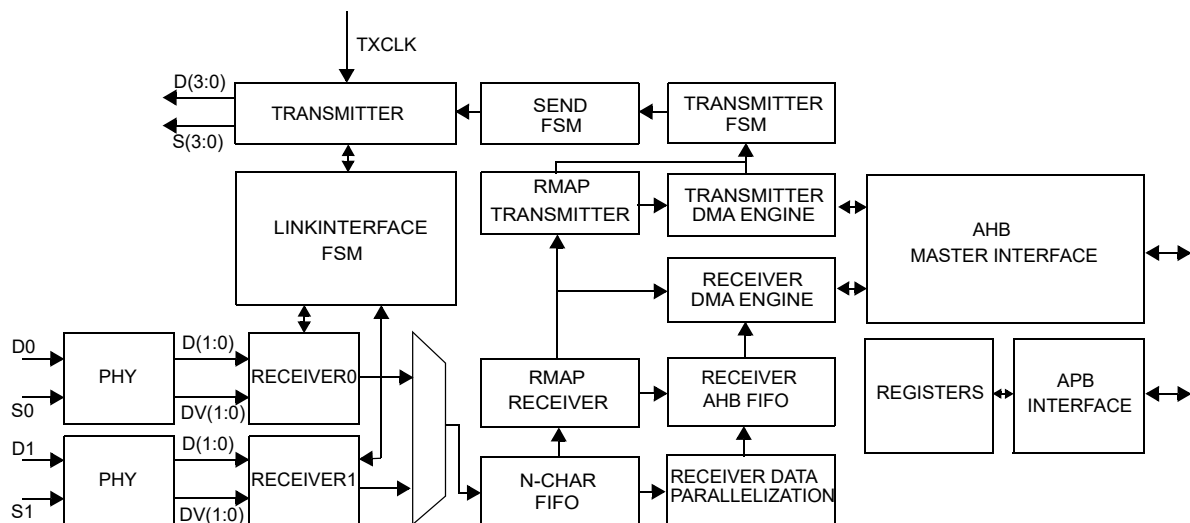 TXCLK
D(3:0)
S(3:0)
TRANSMITTER
SEND
FSM
TRANSMITTER
FSM
LINKINTERFACE
FSM
RMAP
TRANSMITTER
TRANSMITTER
DMA ENGINE
AHB
MASTER INTERFACE
RECEIVER
DMA ENGINE
D0
S0
PHY
D(1:0)
DV(1:0)
RECEIVER0
RMAP
RECEIVER
RECEIVER
AHB FIFO
REGISTERS
APB
INTERFACE
D1
S1
PHY
D(1:0)
DV(1:0)
RECEIVER1
N-CHAR
FIFO
RECEIVER DATA
PARALLELIZATION